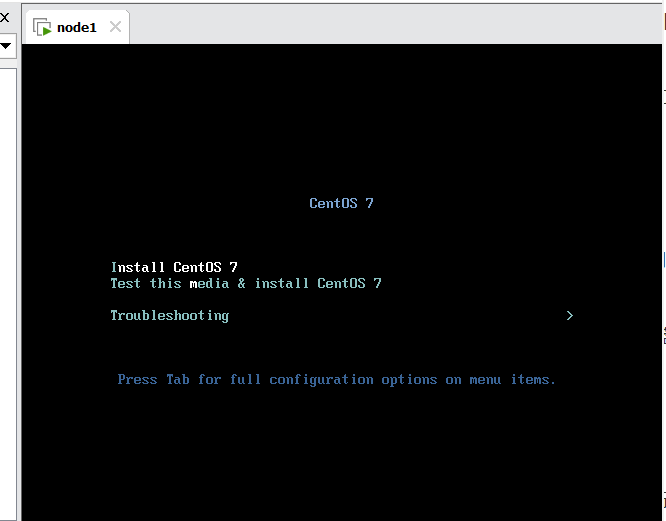 node1
CentOS 7
Install CentOS 7
Test this media & install CentOS 7
Troubleshooting >
Press Tab for full configuration options on menu items.